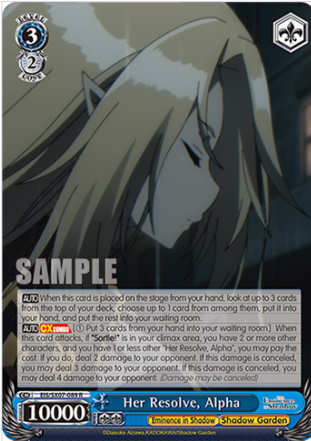 LEVEL
3
2
COST
SAMPLE
AUTO When this card is placed on the stage from your hand, look at up to 3 cards
from the top of your deck, choose up to 1 card from among them, put it into
your hand, and put the rest into your waiting room.
AUTO CX COMBO [(1) Put 3 cards from your hand into your waiting room] When
this card attacks, if "Sortie!" is in your climax area, you have 2 or more other
characters, and you have 1 or less other "Her Resolve, Alpha", you may pay the
cost. If you do, deal 2 damage to your opponent. If this damage is canceled,
you may deal 3 damage to your opponent. If this damage is canceled, you
may deal 4 damage to your opponent. (Damage may be canceled)
10000
Her Resolve, Alpha
Eminence in Shadow
Shadow Garden
©Daisuke Aizawa,KADOKAWA/Shadow Garden